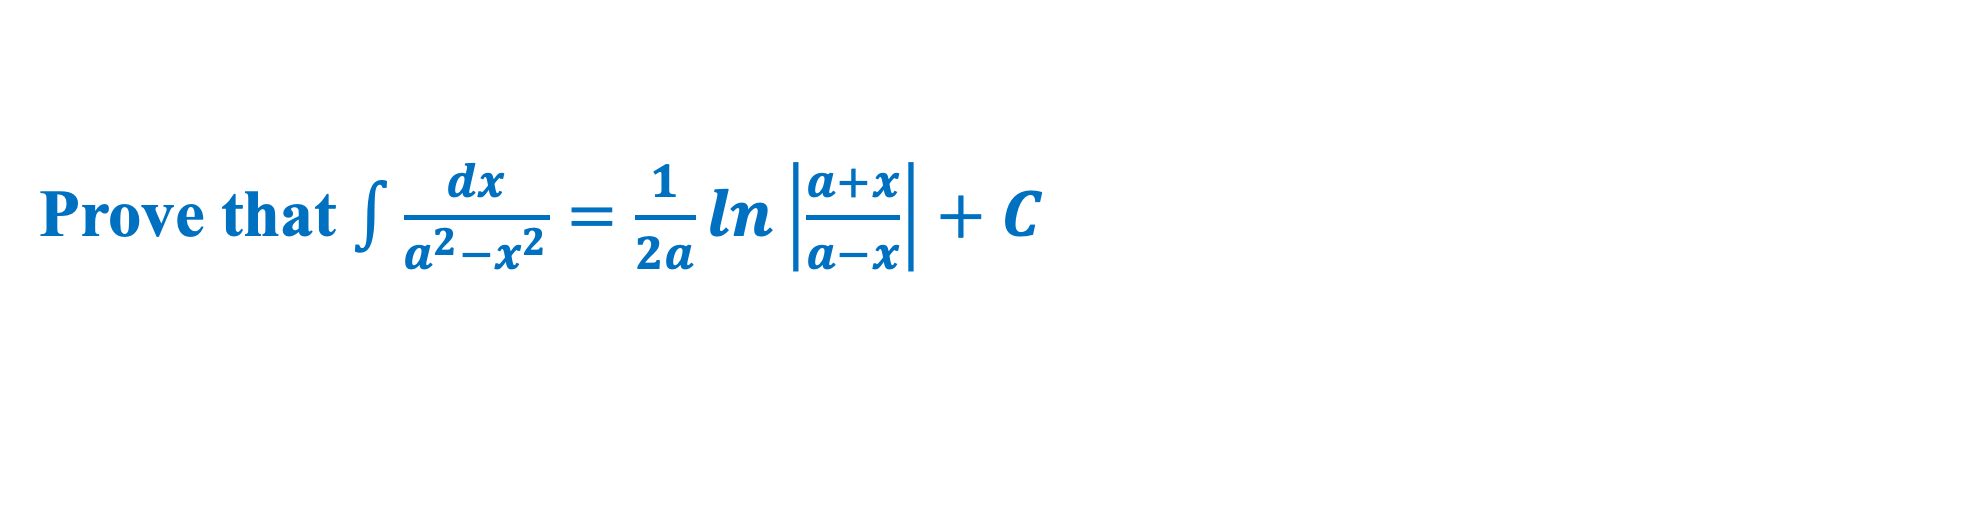 Prove that ∫ dx/(a²−x²) = 1/(2a) ln |(a+x)/(a−x)| + C